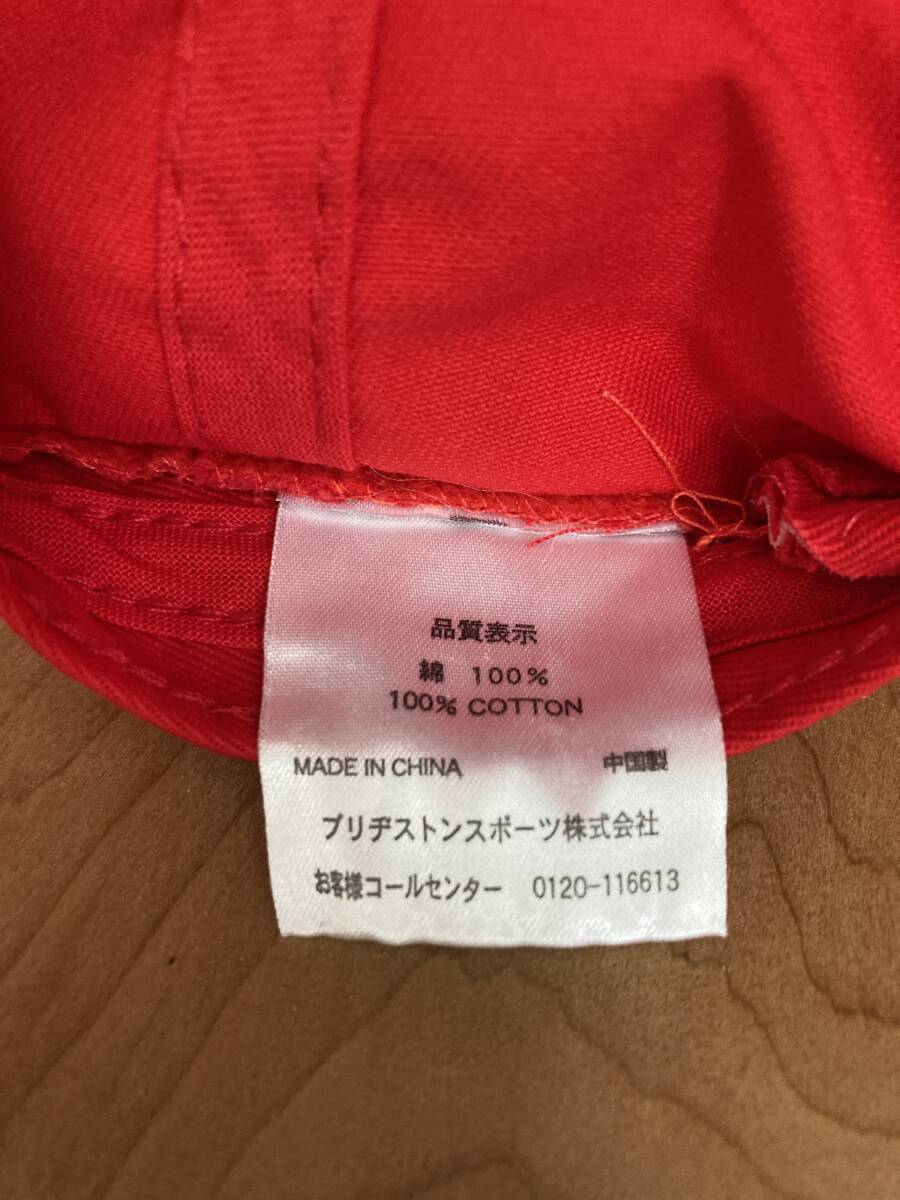 品質表示
綿 100%
100% COTTON
MADE IN CHINA 中国製
ブリヂストンスポーツ株式会社
お客様コールセンター 0120-116613